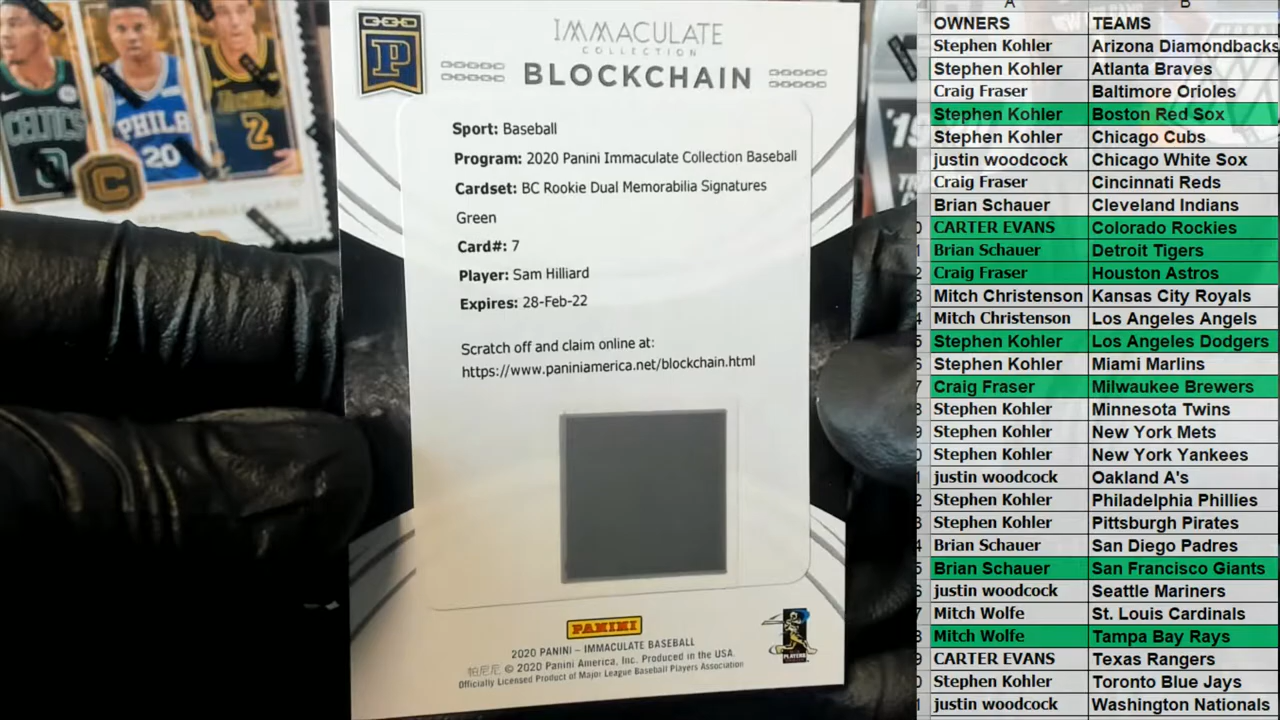 IMMACULATE
COLLECTION
BLOCKCHAIN
P
Sport: Baseball
Program: 2020 Panini Immaculate Collection Baseball
Cardset: BC Rookie Dual Memorabilia Signatures
Green
Card#: 7
Player: Sam Hilliard
Expires: 28-Feb-22
Scratch off and claim online at:
https://www.paniniamerica.net/blockchain.html
PANINI
2020 PANINI – IMMACULATE BASEBALL
帕尼尼 © 2020 Panini America, Inc. Produced in the USA.
Officially Licensed Product of Major League Baseball Players Association
PLAYERS
CELTICS
0
PHILA
20
2
C
A B
OWNERS TEAMS
Stephen Kohler Arizona Diamondbacks
Stephen Kohler Atlanta Braves
Craig Fraser Baltimore Orioles
Stephen Kohler Boston Red Sox
Stephen Kohler Chicago Cubs
justin woodcock Chicago White Sox
Craig Fraser Cincinnati Reds
Brian Schauer Cleveland Indians
CARTER EVANS Colorado Rockies
Brian Schauer Detroit Tigers
Craig Fraser Houston Astros
Mitch Christenson Kansas City Royals
Mitch Christenson Los Angeles Angels
Stephen Kohler Los Angeles Dodgers
Stephen Kohler Miami Marlins
Craig Fraser Milwaukee Brewers
Stephen Kohler Minnesota Twins
Stephen Kohler New York Mets
Stephen Kohler New York Yankees
justin woodcock Oakland A's
Stephen Kohler Philadelphia Phillies
Stephen Kohler Pittsburgh Pirates
Brian Schauer San Diego Padres
Brian Schauer San Francisco Giants
justin woodcock Seattle Mariners
Mitch Wolfe St. Louis Cardinals
Mitch Wolfe Tampa Bay Rays
CARTER EVANS Texas Rangers
Stephen Kohler Toronto Blue Jays
justin woodcock Washington Nationals